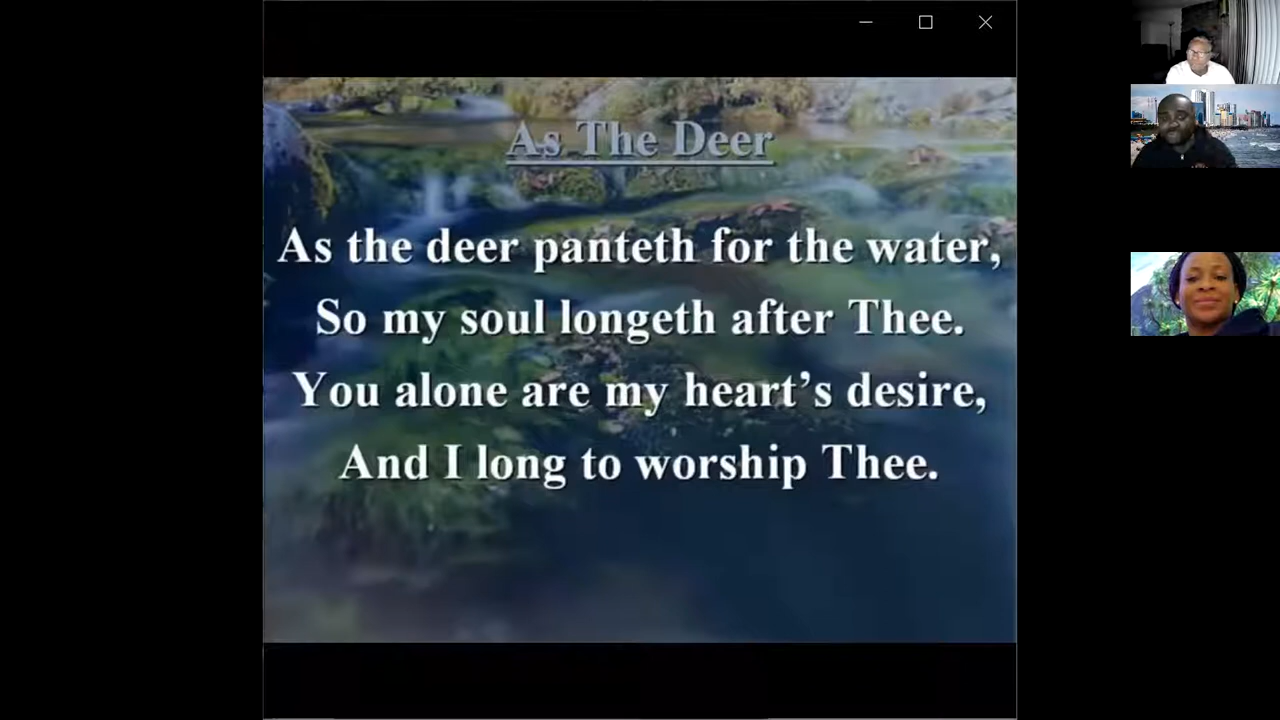 As The Deer
As the deer panteth for the water,
So my soul longeth after Thee.
You alone are my heart’s desire,
And I long to worship Thee.